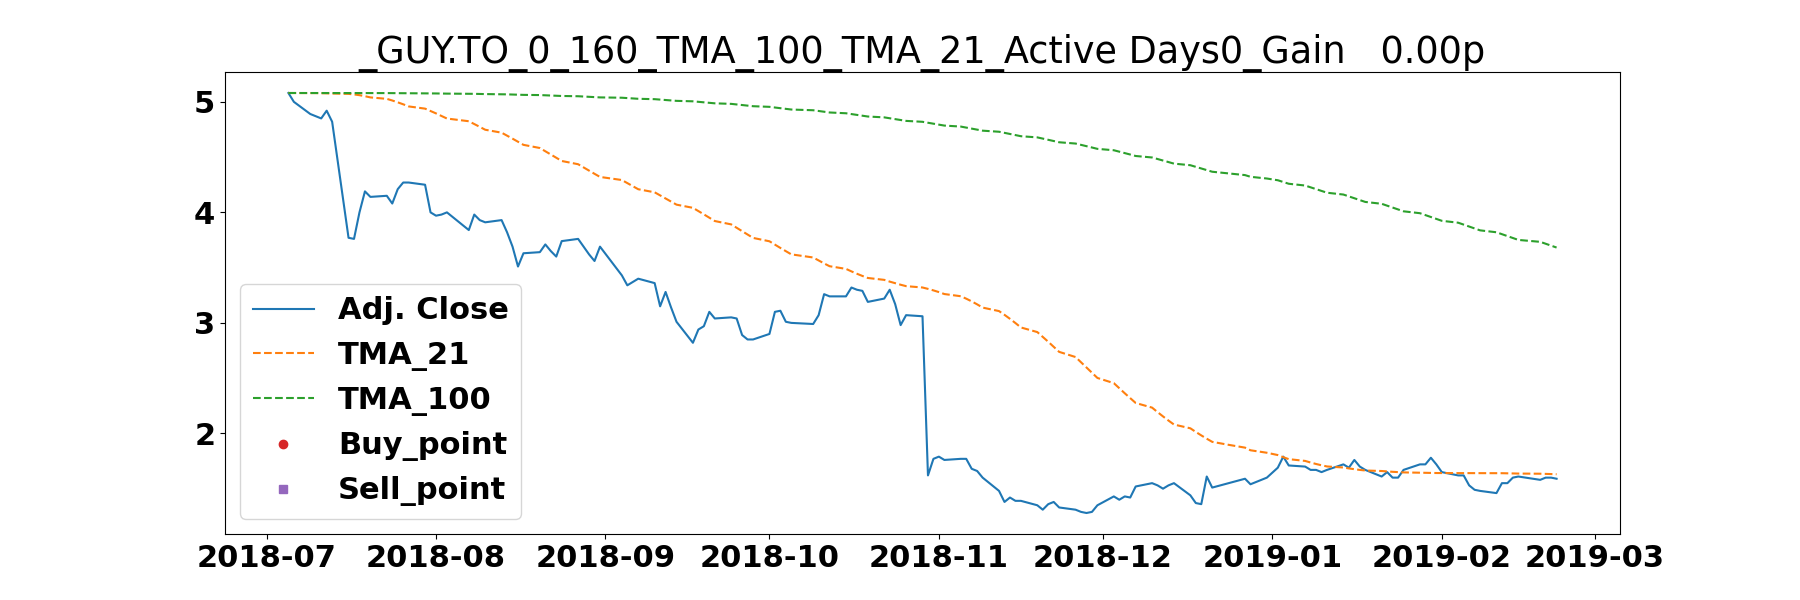 _GUY.TO_0_160_TMA_100_TMA_21_Active Days0_Gain   0.00p
5
4
3
2
Adj. Close
TMA_21
TMA_100
Buy_point
Sell_point
2018-07 2018-08 2018-09 2018-10 2018-11 2018-12 2019-01 2019-02 2019-03